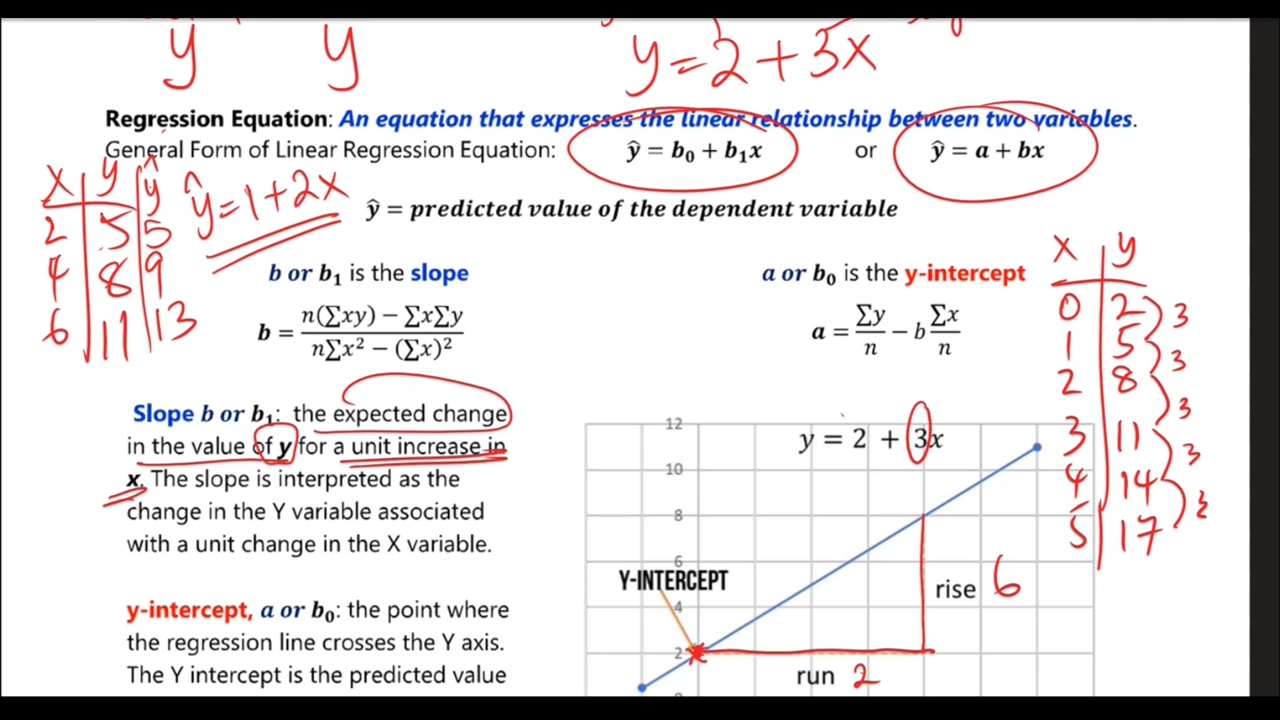 y y y = 2 + 3x
Regression Equation: An equation that expresses the linear relationship between two variables.
General Form of Linear Regression Equation: ŷ = b₀ + b₁x or ŷ = a + bx
x y ŷ
2 5 5
4 8 9
6 11 13
ŷ = 1 + 2x
ŷ = predicted value of the dependent variable
b or b₁ is the slope
b = n(∑xy) − ∑x∑y / n∑x² − (∑x)²
a or b₀ is the y-intercept
a = ∑y/n − b ∑x/n
x y
0 2
1 5
2 8
3 11
4 14
5 17
3
3
3
3
3
Slope b or b₁: the expected change
in the value of y for a unit increase in
x. The slope is interpreted as the
change in the Y variable associated
with a unit change in the X variable.
y-intercept, a or b₀: the point where
the regression line crosses the Y axis.
The Y intercept is the predicted value
y = 2 + 3x
12
10
8
6
4
2
Y-INTERCEPT
rise 6
run 2